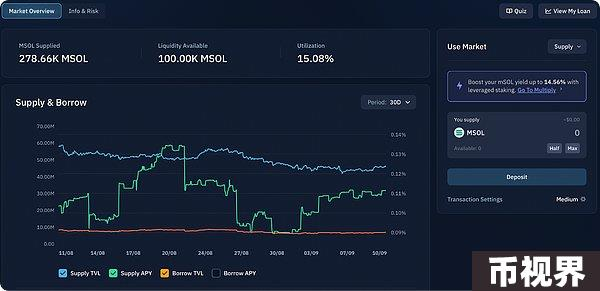 Market Overview
Info & Risk
Quiz
View My Loan
MSOL Supplied
278.66K MSOL
Liquidity Available
100.00K MSOL
Utilization
15.08%
Use Market
Supply
Boost your mSOL yield up to 14.56% with
leveraged staking. Go To Multiply
You supply
~$0.00
MSOL
0
Available: 0
Half
Max
Deposit
Transaction Settings
Medium
Supply & Borrow
Period: 30D
70.00M
60.00M
50.00M
40.00M
30.00M
20.00M
10.00M
0.00
0.14%
0.13%
0.12%
0.11%
0.10%
0.09%
11/08
14/08
17/08
20/08
24/08
27/08
30/08
03/09
07/09
10/09
Supply TVL
Supply APY
Borrow TVL
Borrow APY
币视界